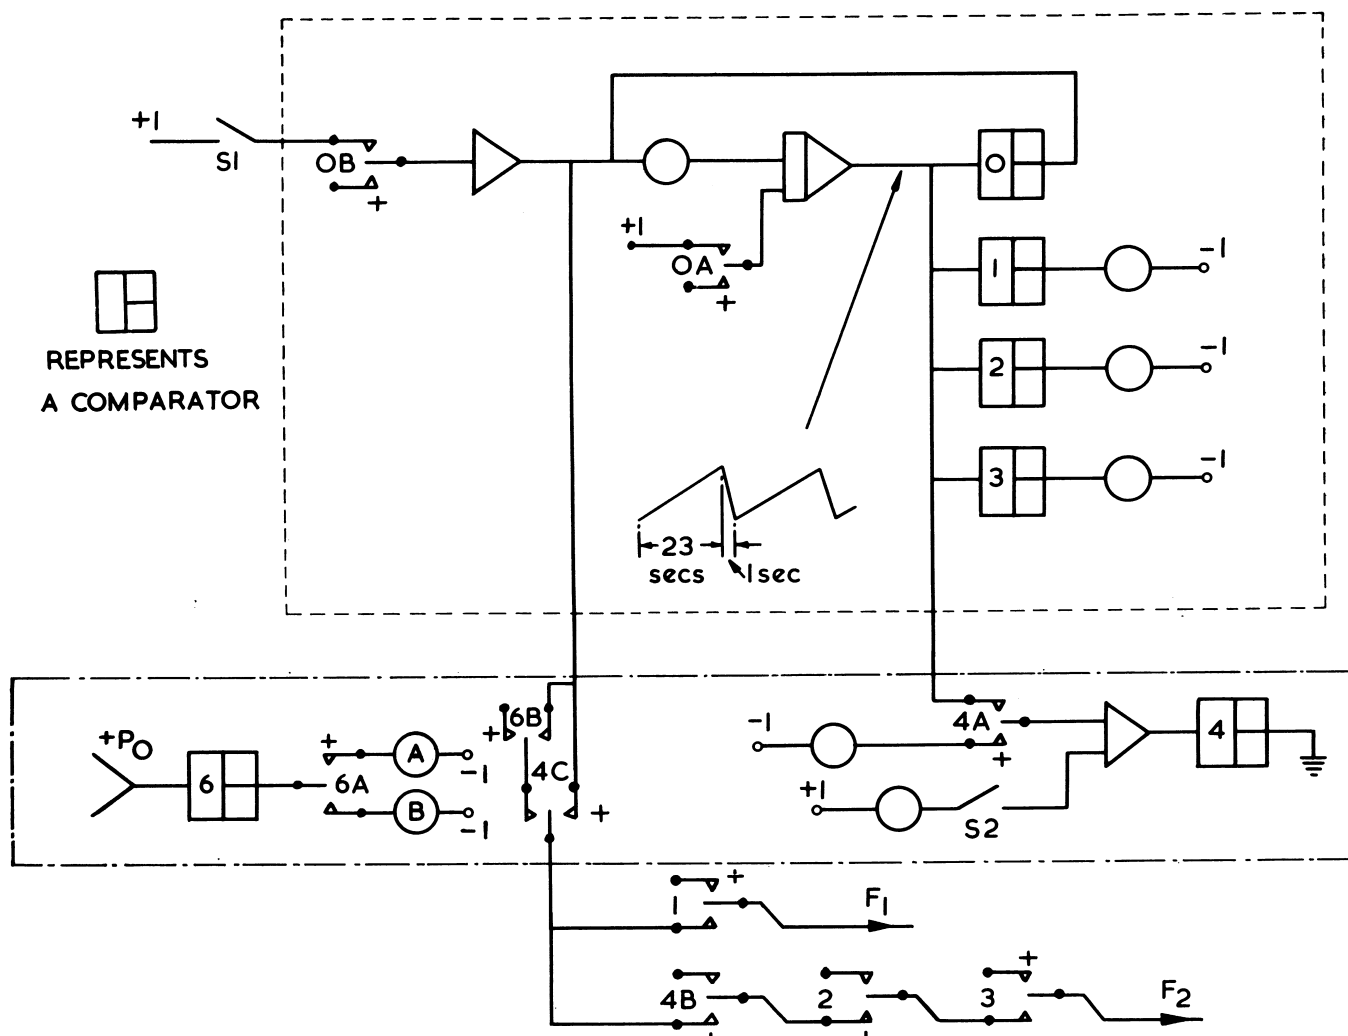 +1
S1
OB
+
+1
OA
+
O
1
-1
2
-1
3
-1
REPRESENTS
A COMPARATOR
23
secs
1sec
+PO
6
+
6A
A
-1
B
-1
+
6B
4C
+
-1
4A
+
+1
S2
4
1
+
F1
4B
2
+
3
F2